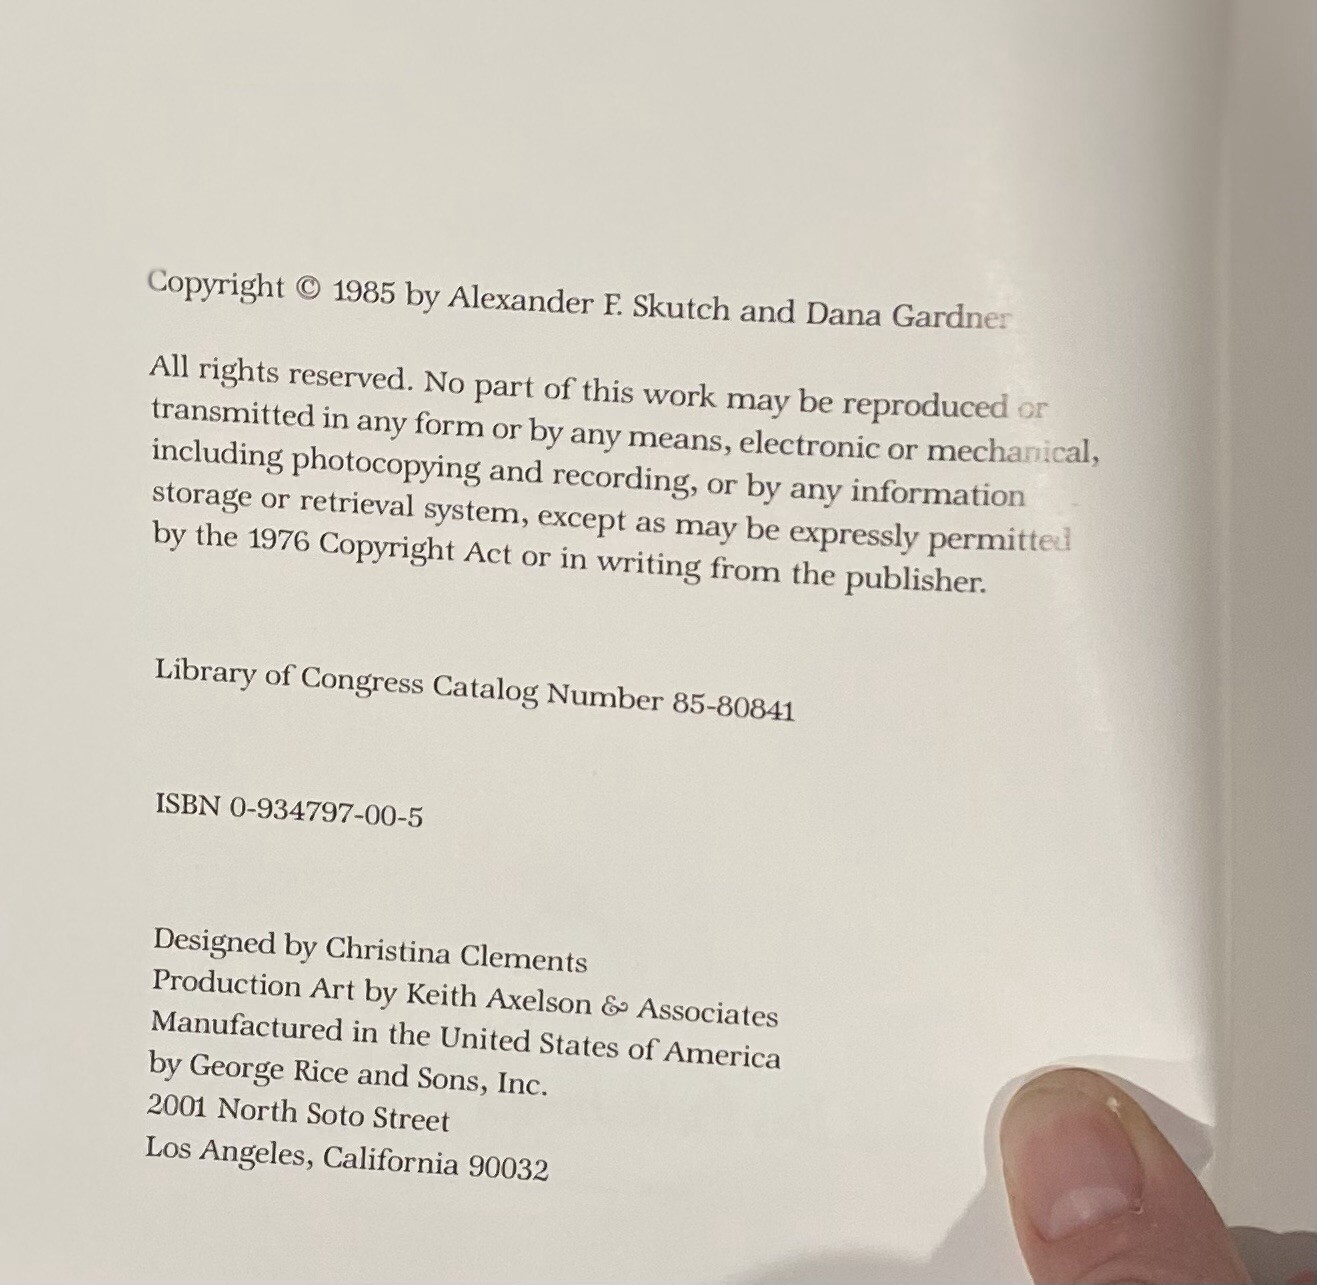 Copyright © 1985 by Alexander F. Skutch and Dana Gardner
All rights reserved. No part of this work may be reproduced or
transmitted in any form or by any means, electronic or mechanical,
including photocopying and recording, or by any information
storage or retrieval system, except as may be expressly permitted
by the 1976 Copyright Act or in writing from the publisher.
Library of Congress Catalog Number 85-80841
ISBN 0-934797-00-5
Designed by Christina Clements
Production Art by Keith Axelson & Associates
Manufactured in the United States of America
by George Rice and Sons, Inc.
2001 North Soto Street
Los Angeles, California 90032